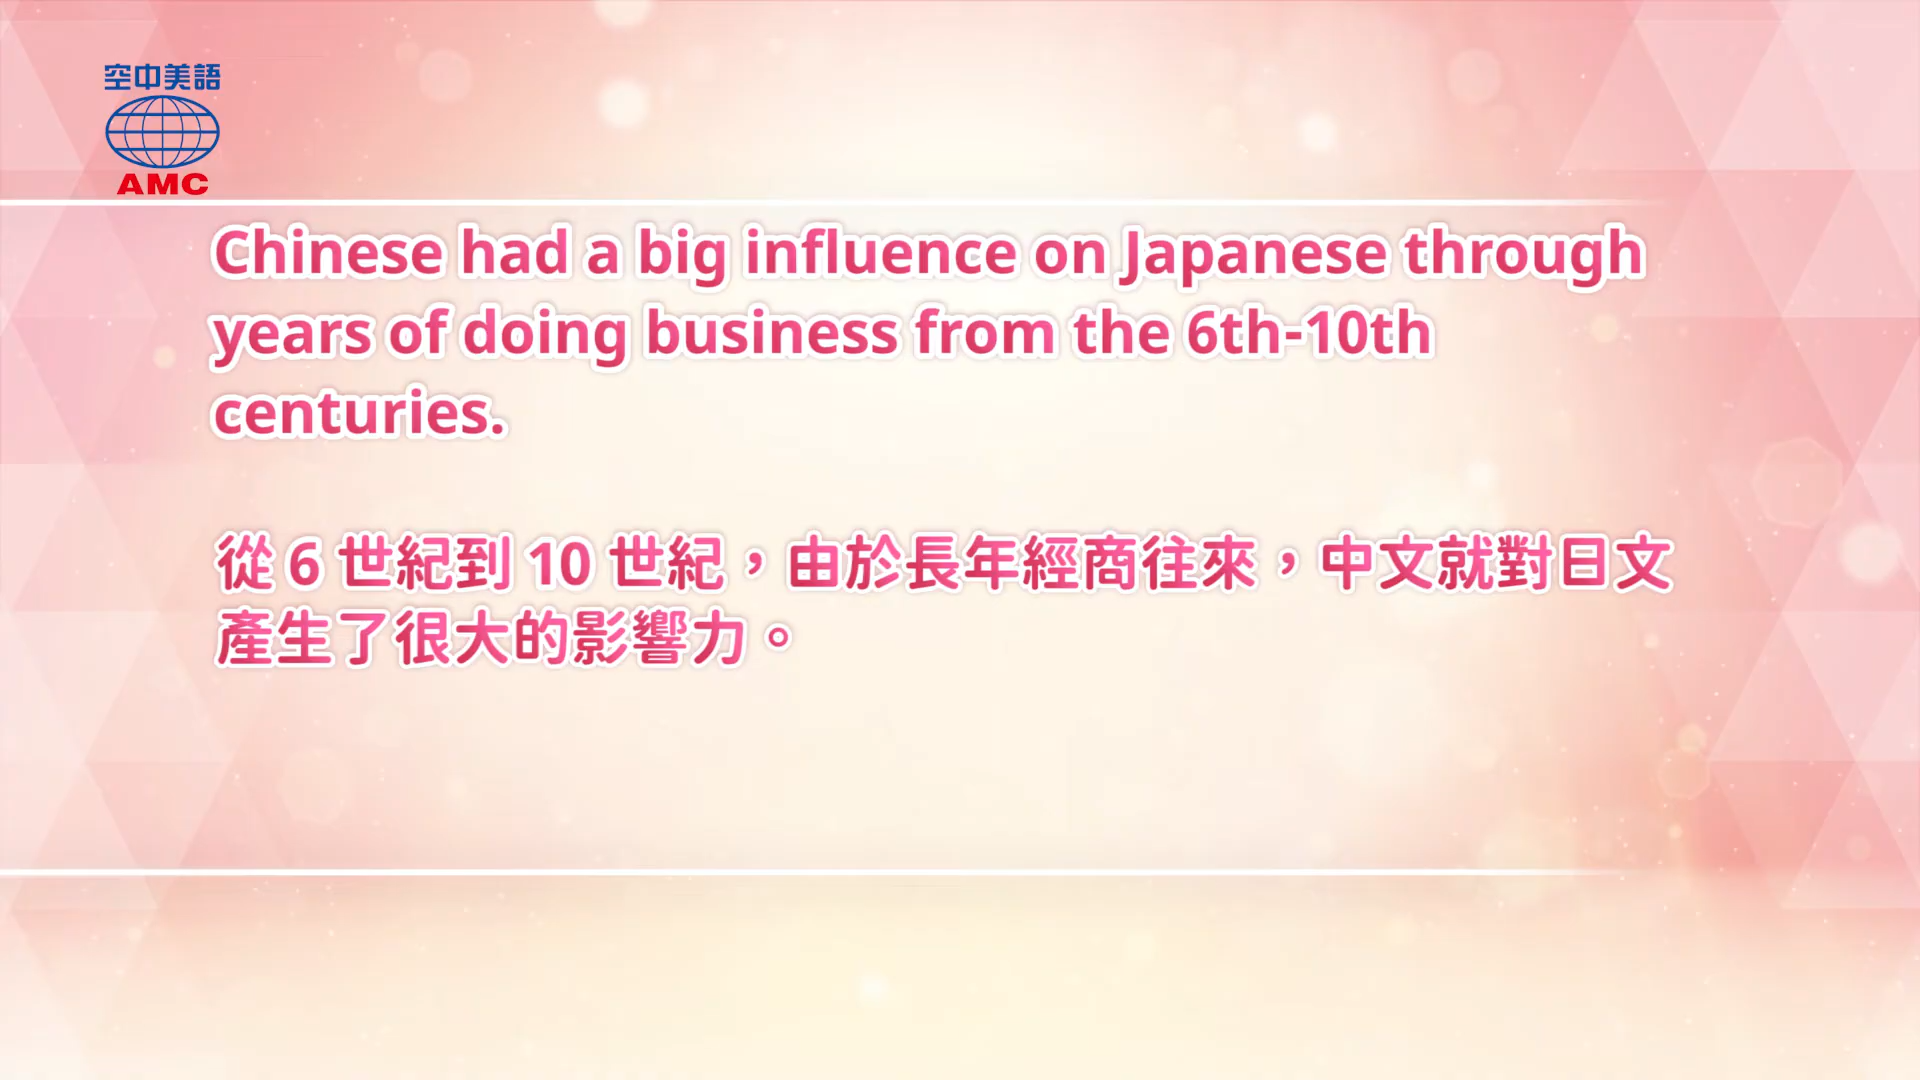 空中美語
AMC
Chinese had a big influence on Japanese through
years of doing business from the 6th-10th
centuries.
從 6 世紀到 10 世紀，由於長年經商往來，中文就對日文
產生了很大的影響力。